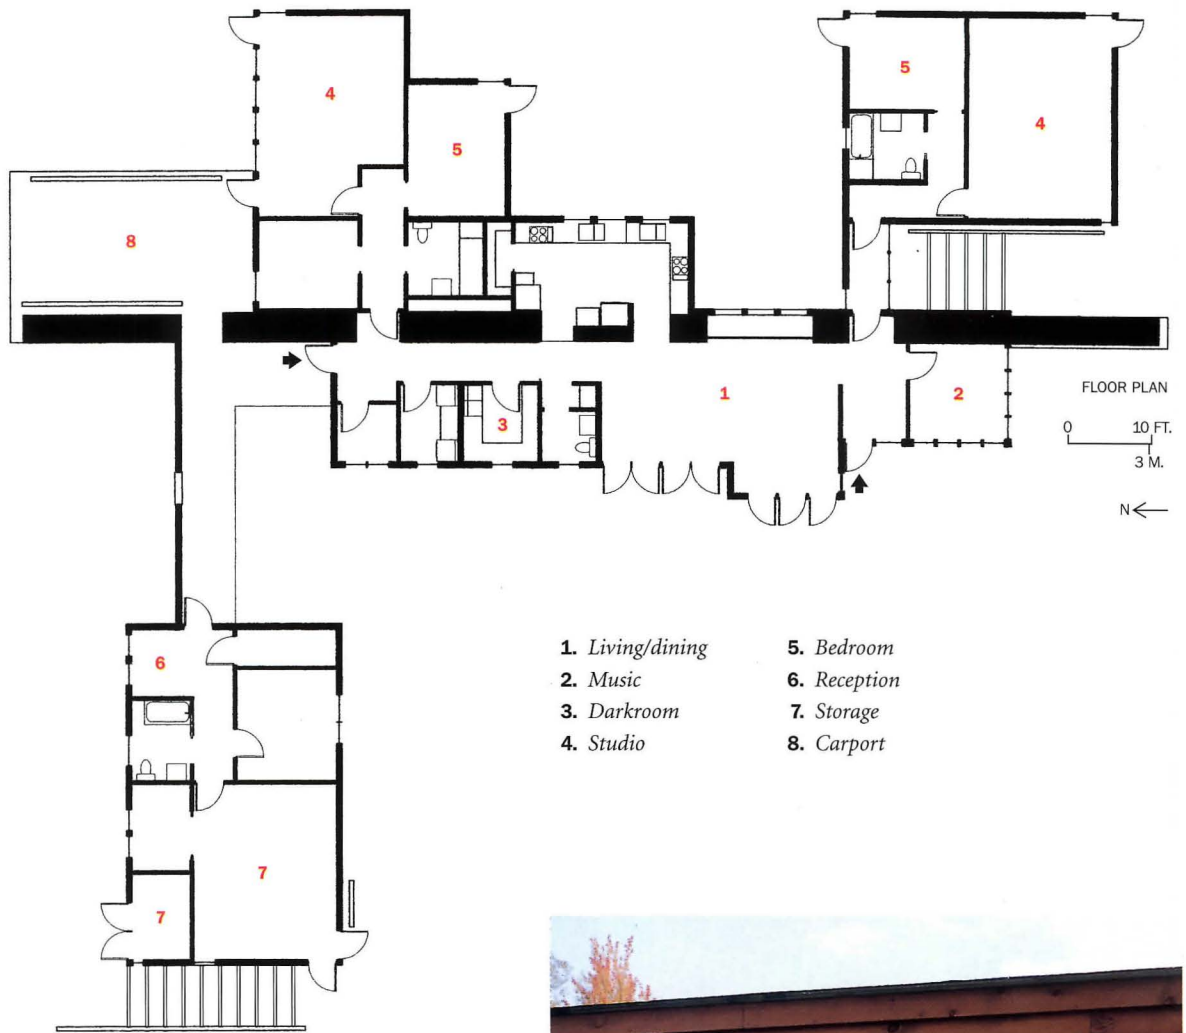 4
5
5
4
8
1
2
3
FLOOR PLAN
0 10 FT.
3 M.
N
6
7
7
1. Living/dining
2. Music
3. Darkroom
4. Studio
5. Bedroom
6. Reception
7. Storage
8. Carport